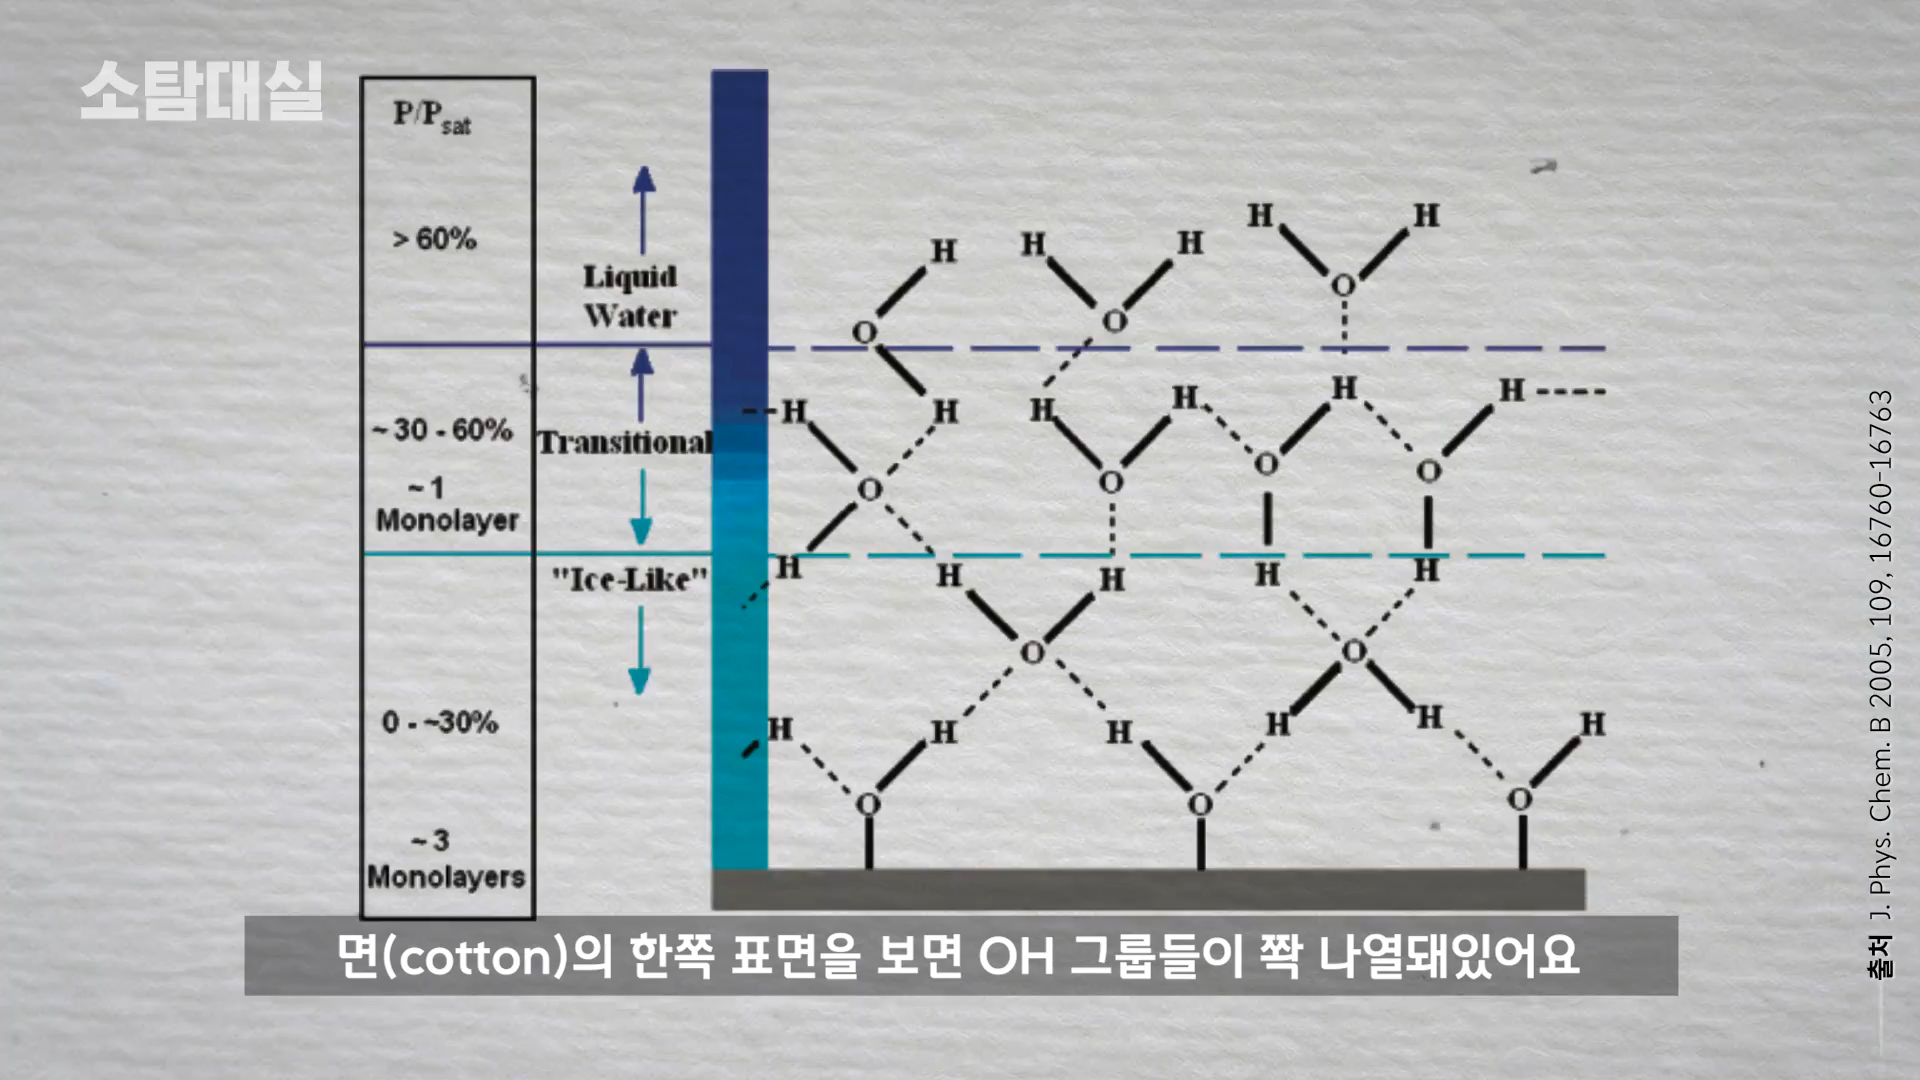 소탐대실
P/Psat
> 60%
Liquid
Water
~ 30 - 60%
~ 1
Monolayer
Transitional
"Ice-Like"
0 - ~30%
~ 3
Monolayers
H H H H H
O O O
H H H H H H
O O O O
H H H H H
O O
H H H H H H
O O O
면(cotton)의 한쪽 표면을 보면 OH 그룹들이 쫙 나열돼있어요
출처 J. Phys. Chem. B 2005, 109, 16760-16763